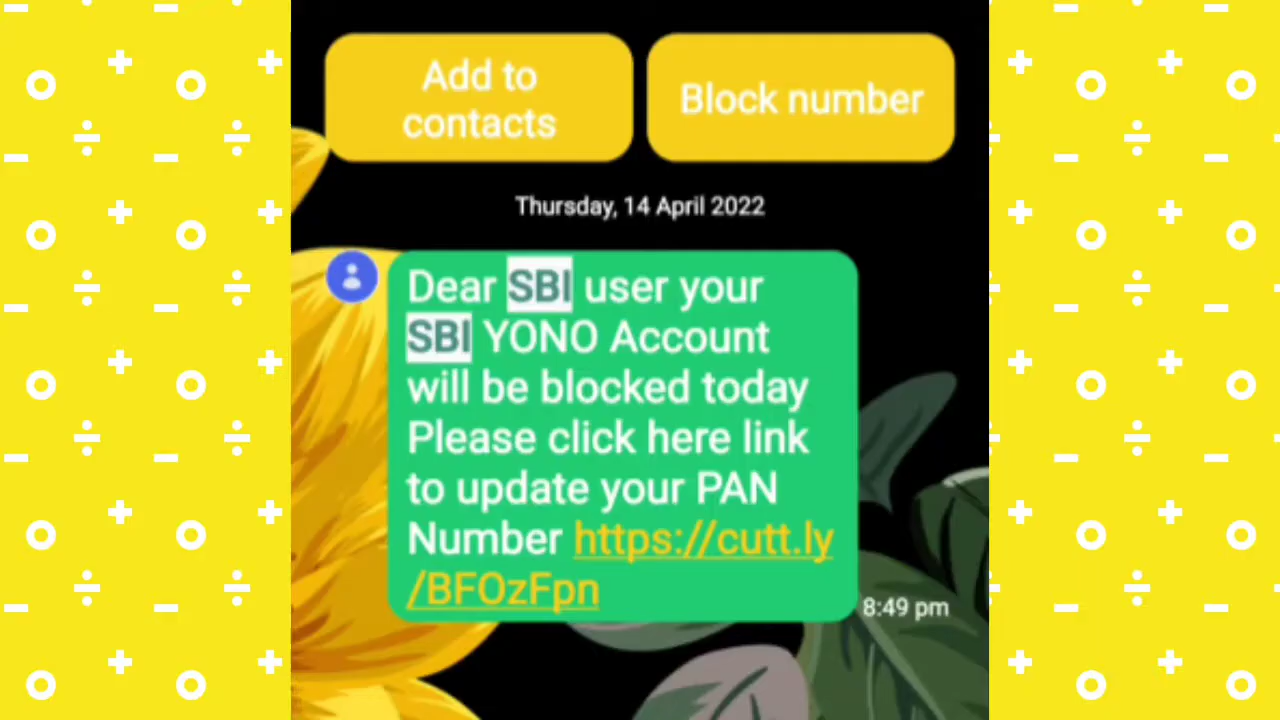 Add to
contacts
Block number
Thursday, 14 April 2022
Dear SBI user your
SBI YONO Account
will be blocked today
Please click here link
to update your PAN
Number https://cutt.ly
/BFOzFpn
8:49 pm